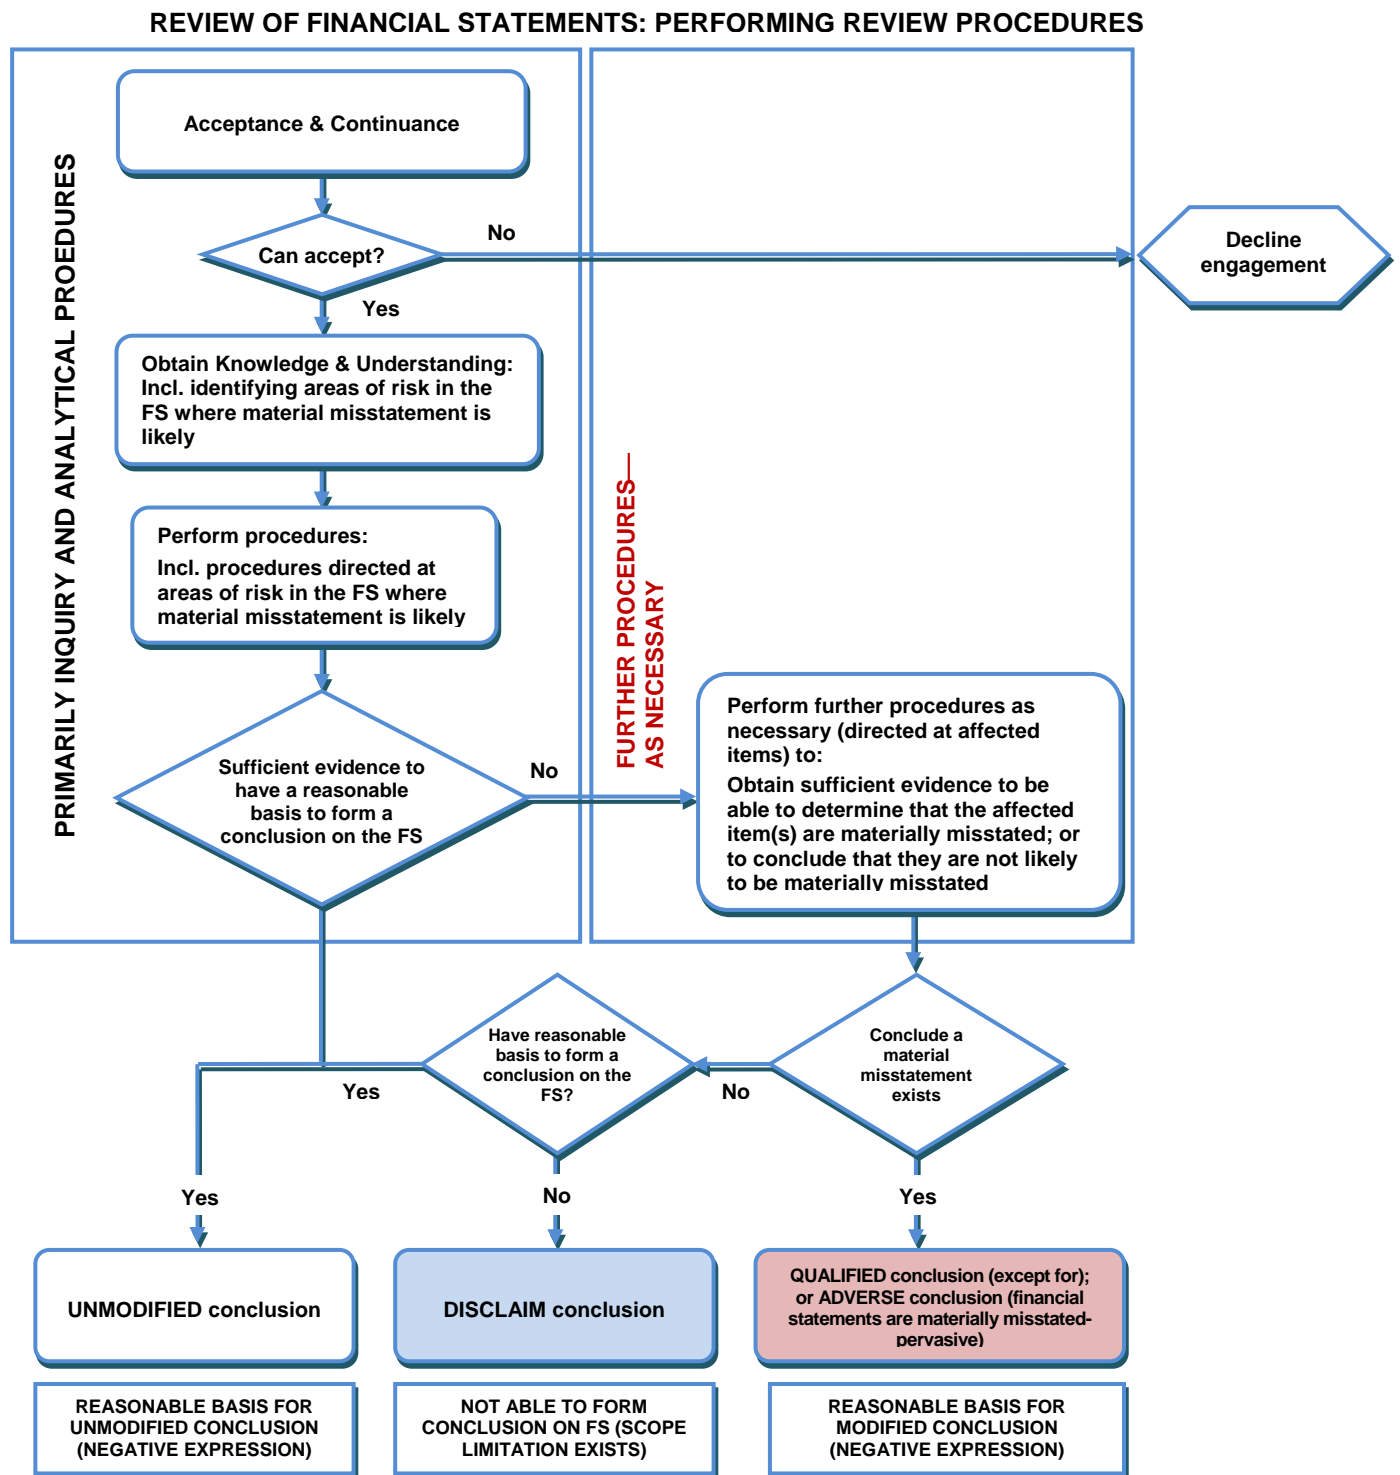 REVIEW OF FINANCIAL STATEMENTS: PERFORMING REVIEW PROCEDURES
PRIMARILY INQUIRY AND ANALYTICAL PROEDURES
Acceptance & Continuance
Can accept?
No
Decline
engagement
Yes
Obtain Knowledge & Understanding:
Incl. identifying areas of risk in the
FS where material misstatement is
likely
Perform procedures:
Incl. procedures directed at
areas of risk in the FS where
material misstatement is likely
FURTHER PROCEDURES—
AS NECESSARY
Sufficient evidence to
have a reasonable
basis to form a
conclusion on the FS
No
Perform further procedures as
necessary (directed at affected
items) to:
Obtain sufficient evidence to be
able to determine that the affected
item(s) are materially misstated; or
to conclude that they are not likely
to be materially misstated
Have reasonable
basis to form a
conclusion on the
FS?
Conclude a
material
misstatement
exists
Yes
No
Yes
No
Yes
UNMODIFIED conclusion
DISCLAIM conclusion
QUALIFIED conclusion (except for);
or ADVERSE conclusion (financial
statements are materially misstated-
pervasive)
REASONABLE BASIS FOR
UNMODIFIED CONCLUSION
(NEGATIVE EXPRESSION)
NOT ABLE TO FORM
CONCLUSION ON FS (SCOPE
LIMITATION EXISTS)
REASONABLE BASIS FOR
MODIFIED CONCLUSION
(NEGATIVE EXPRESSION)